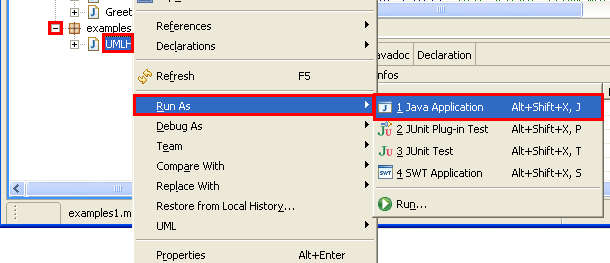 Greet
examples
UMLH
References
Declarations
Refresh F5
Run As
Debug As
Team
Compare With
Replace With
Restore from Local History...
UML
Properties Alt+Enter
avadoc Declaration
nfos
1 Java Application Alt+Shift+X, J
2 JUnit Plug-in Test Alt+Shift+X, P
3 JUnit Test Alt+Shift+X, T
4 SWT Application Alt+Shift+X, S
Run...
examples1.m